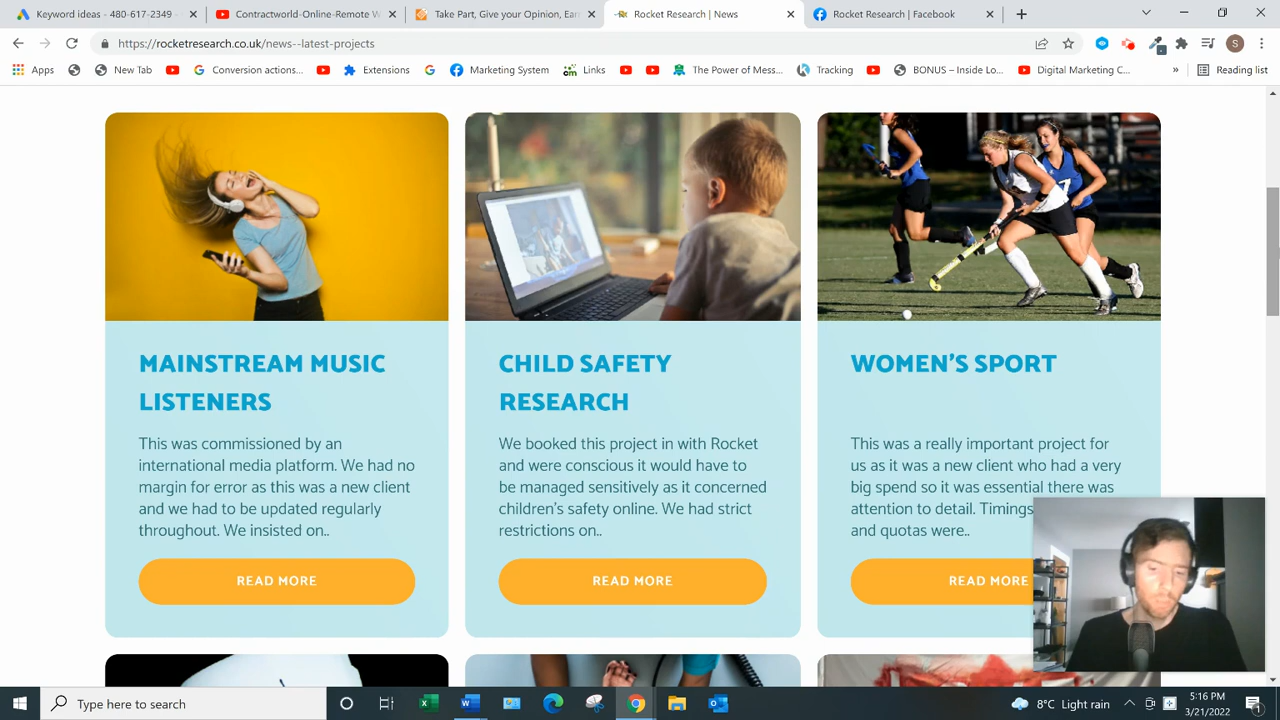 Keyword ideas - 480-617-2349 -
Contractworld-Online-Remote W
Take Part, Give your Opinion, Ear
Rocket Research | News
Rocket Research | Facebook
https://rocketresearch.co.uk/news--latest-projects
S
Apps
New Tab
Conversion actions...
Extensions
Marketing System
Links
The Power of Mess...
Tracking
BONUS – Inside Lo...
Digital Marketing C...
»
Reading list
MAINSTREAM MUSIC
LISTENERS
This was commissioned by an
international media platform. We had no
margin for error as this was a new client
and we had to be updated regularly
throughout. We insisted on..
READ MORE
CHILD SAFETY
RESEARCH
We booked this project in with Rocket
and were conscious it would have to
be managed sensitively as it concerned
children's safety online. We had strict
restrictions on..
READ MORE
WOMEN'S SPORT
This was a really important project for
us as it was a new client who had a very
big spend so it was essential there was
attention to detail. Timings
and quotas were..
READ MORE
7
Type here to search
8°C Light rain
5:16 PM
3/21/2022
1